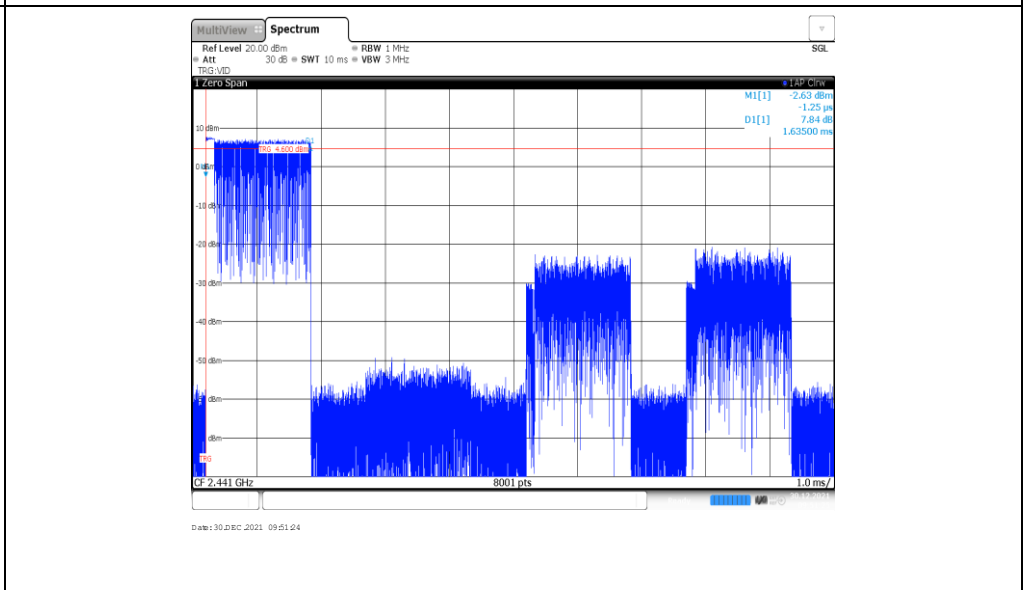 MultiView Spectrum
Ref Level 20.00 dBm RBW 1 MHz SGL
Att 30 dB SWT 10 ms VBW 3 MHz
TRG:VID
1 Zero Span 1AP Clrw
M1[1] -2.63 dBm
-1.25 µs
D1[1] 7.84 dB
1.63500 ms
10 dBm
TRG 4.600 dBm
0 dBm
-10 dBm
-20 dBm
-30 dBm
-40 dBm
-50 dBm
dBm
dBm
TRG
CF 2.441 GHz 8001 pts 1.0 ms/
Date: 30.DEC.2021 09:51:24